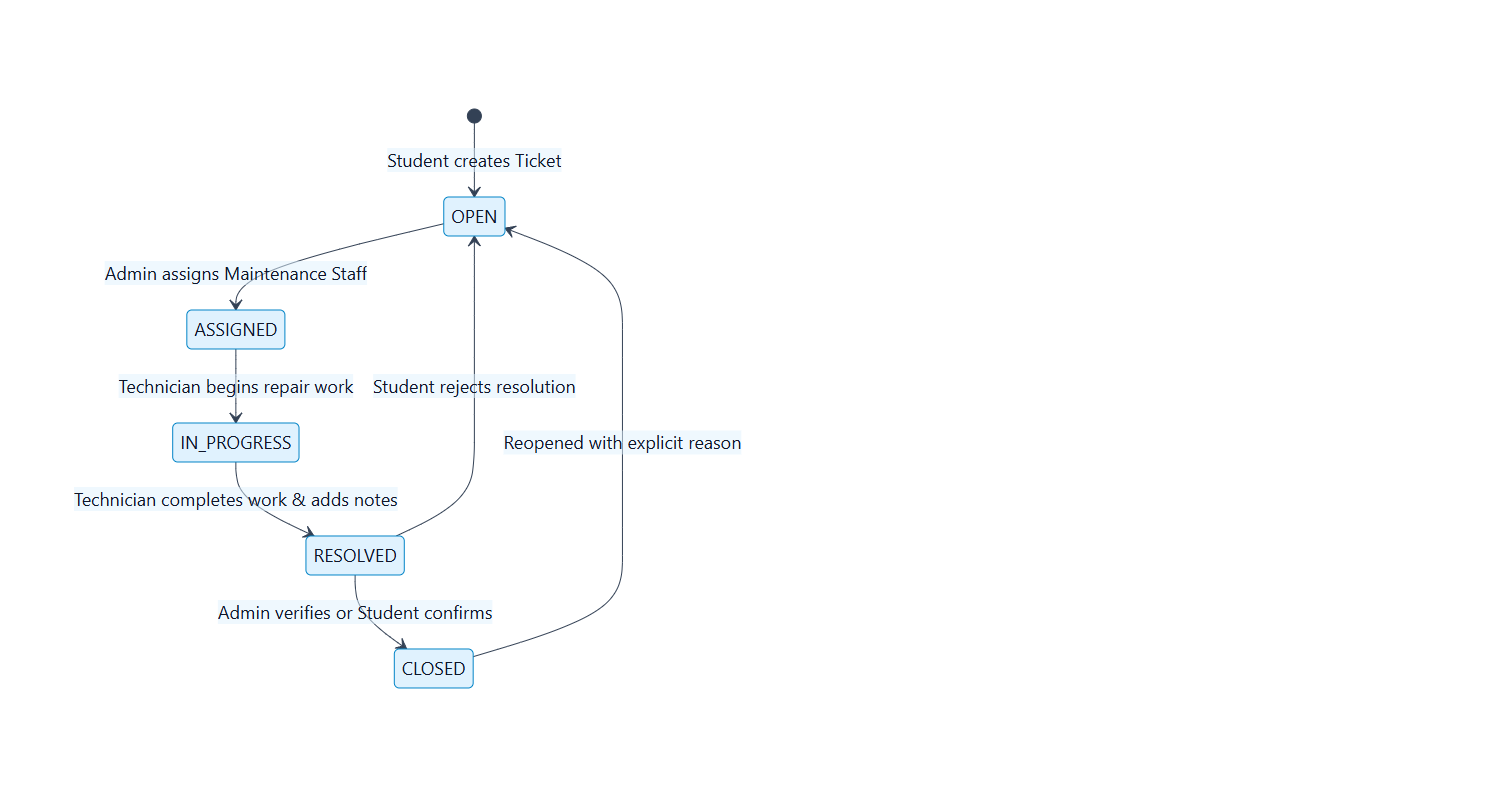 Student creates Ticket
OPEN
Admin assigns Maintenance Staff
ASSIGNED
Technician begins repair work
Student rejects resolution
IN_PROGRESS
Reopened with explicit reason
Technician completes work & adds notes
RESOLVED
Admin verifies or Student confirms
CLOSED